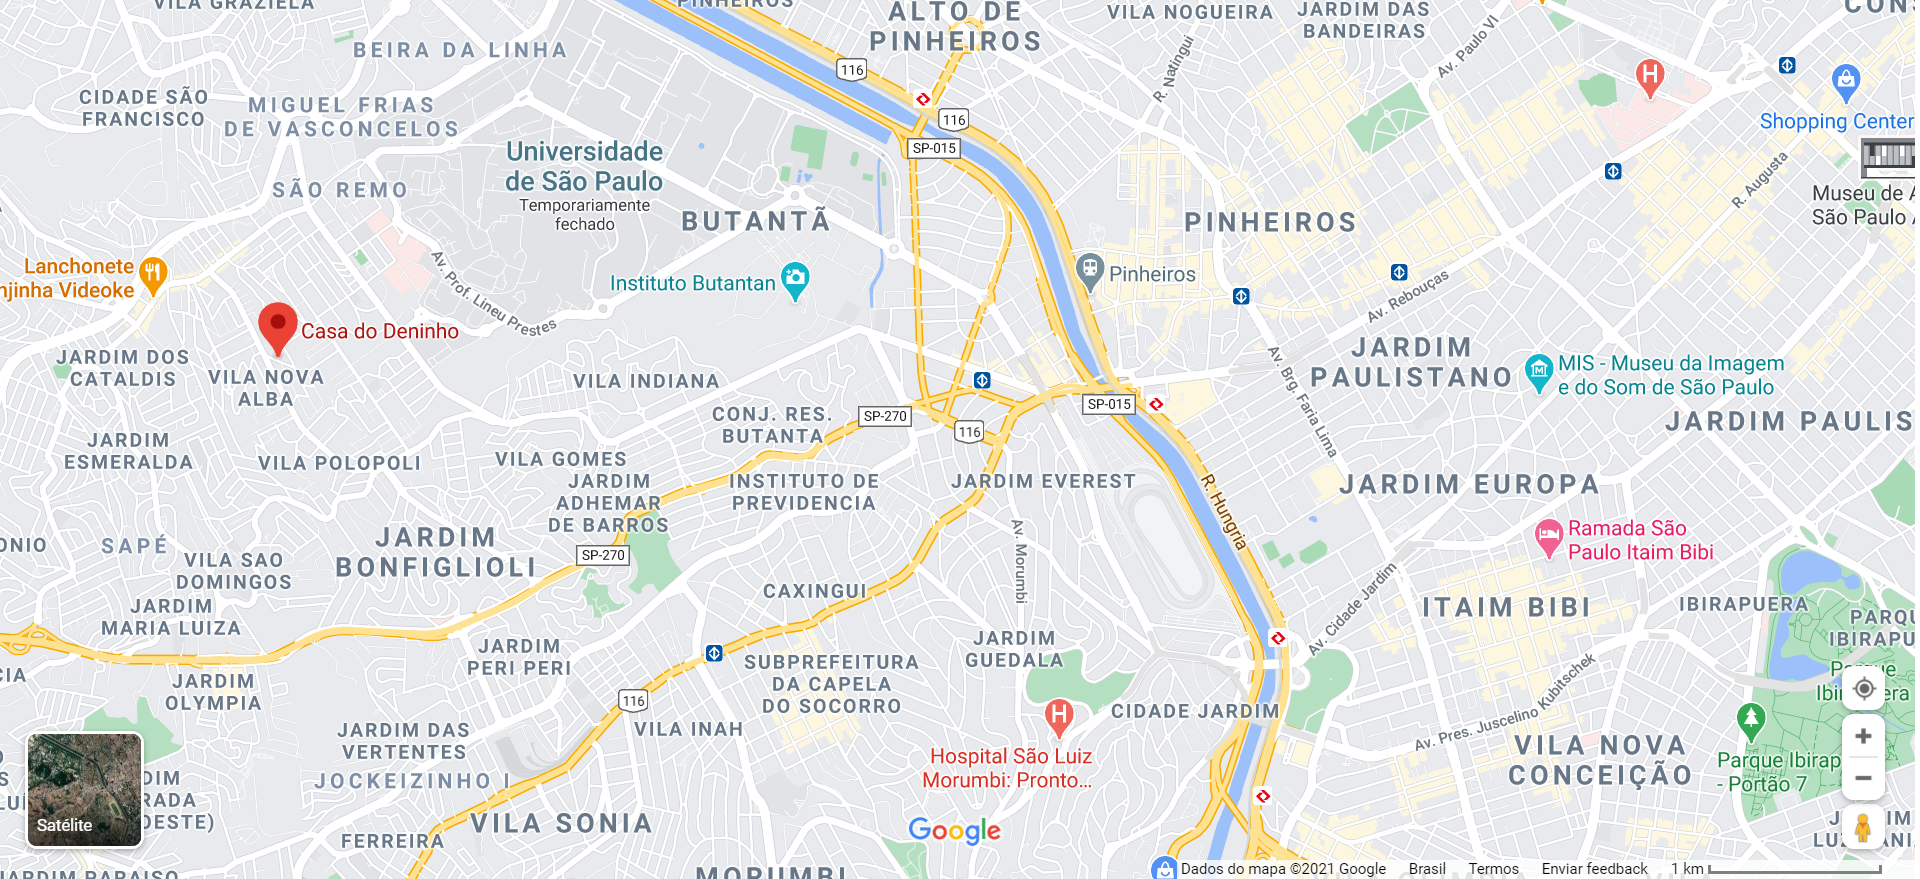 VILA GRAZIELA
PINHEIROS
ALTO DE
PINHEIROS
VILA NOGUEIRA
JARDIM DAS
BANDEIRAS
Av. Paulo VI
CONS
BEIRA DA LINHA
116
R. Natingui
H
CIDADE SÃO
FRANCISCO
MIGUEL FRIAS
DE VASCONCELOS
116
SP-015
Shopping Center
Universidade
de São Paulo
Temporariamente
fechado
SÃO REMO
BUTANTÃ
PINHEIROS
R. Augusta
Museu de A
São Paulo A
Lanchonete
njinha Videoke
Av. Prof. Lineu Prestes
Instituto Butantan
Pinheiros
Av. Rebouças
Casa do Deninho
JARDIM DOS
CATALDIS
VILA NOVA
ALBA
VILA INDIANA
JARDIM
PAULISTANO
MIS - Museu da Imagem
e do Som de São Paulo
Av. Brg. Faria Lima
CONJ. RES.
BUTANTA
SP-270
116
SP-015
JARDIM PAULIS
JARDIM
ESMERALDA
VILA POLOPOLI
VILA GOMES
JARDIM
ADHEMAR
DE BARROS
INSTITUTO DE
PREVIDENCIA
JARDIM EVEREST
R. Hungria
JARDIM EUROPA
Av. Morumbi
ONIO
SAPÉ
VILA SAO
DOMINGOS
JARDIM
BONFIGLIOLI
SP-270
Ramada São
Paulo Itaim Bibi
CAXINGUI
Av. Cidade Jardim
ITAIM BIBI
IBIRAPUERA
PARQU
IBIRAPU
JARDIM
MARIA LUIZA
JARDIM
PERI PERI
JARDIM
GUEDALA
SUBPREFEITURA
DA CAPELA
DO SOCORRO
CIA
JARDIM
OLYMPIA
116
VILA INAH
H
CIDADE JARDIM
Av. Pres. Juscelino Kubitschek
Parque
Ibirapuera
JARDIM DAS
VERTENTES
JOCKEIZINHO I
Hospital São Luiz
Morumbi: Pronto...
VILA NOVA
CONCEIÇÃO
Parque Ibirap
- Portão 7
DIM
RADA
OESTE)
Satélite
FERREIRA
VILA SONIA
Google
MORUMBI
JARDIM PARAISO
Dados do mapa ©2021 Google Brasil Termos Enviar feedback 1 km